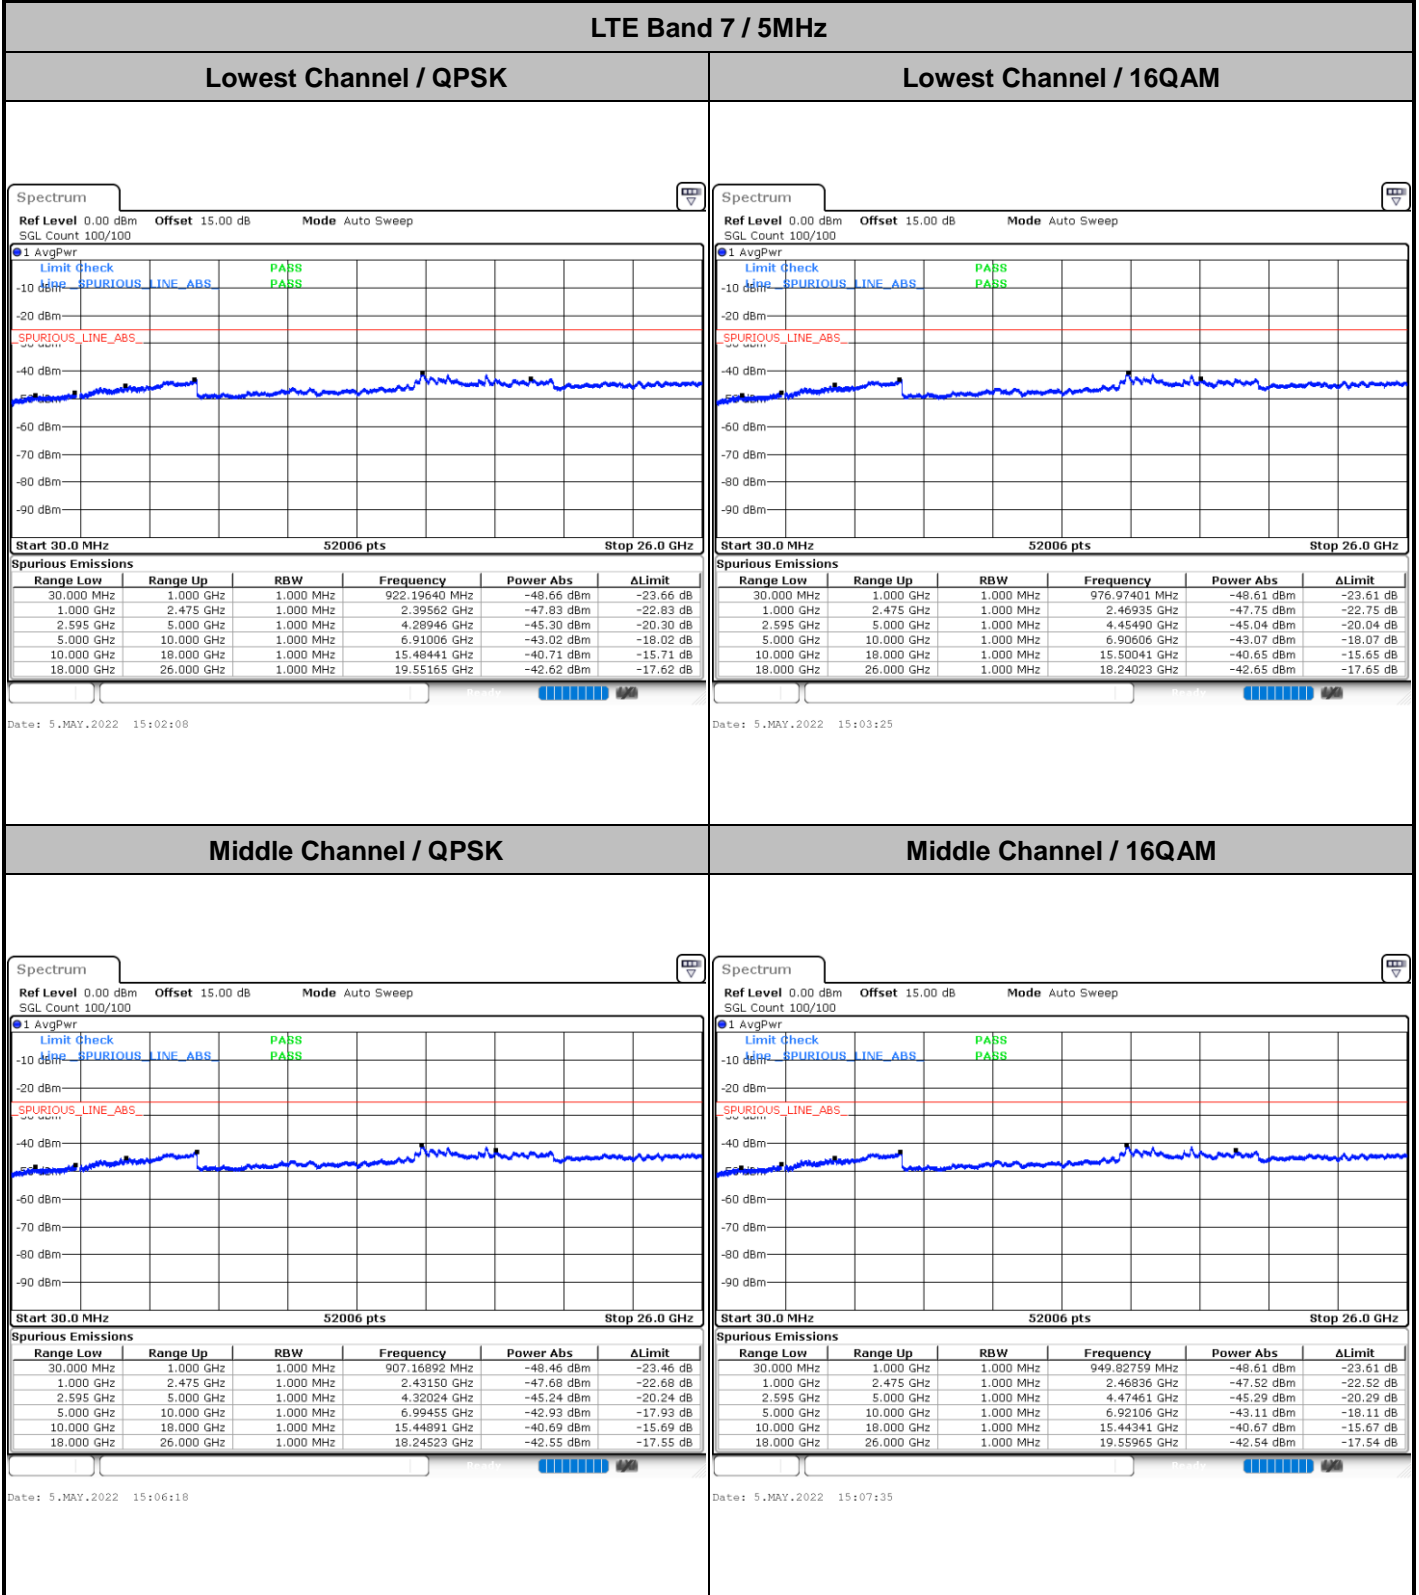 LTE Band 7 / 5MHz
Lowest Channel / QPSK
Lowest Channel / 16QAM
Spectrum
Ref Level 0.00 dBm Offset 15.00 dB Mode Auto Sweep
SGL Count 100/100
1 AvgPwr
Limit Check PASS
Line _SPURIOUS_LINE_ABS_ PASS
-10 dBm
-20 dBm
_SPURIOUS_LINE_ABS_
-30 dBm
-40 dBm
-50 dBm
-60 dBm
-70 dBm
-80 dBm
-90 dBm
Start 30.0 MHz 52006 pts Stop 26.0 GHz
Spurious Emissions
Range Low Range Up RBW Frequency Power Abs ΔLimit
30.000 MHz 1.000 GHz 1.000 MHz 922.19640 MHz -48.66 dBm -23.66 dB
1.000 GHz 2.475 GHz 1.000 MHz 2.39562 GHz -47.83 dBm -22.83 dB
2.595 GHz 5.000 GHz 1.000 MHz 4.28946 GHz -45.30 dBm -20.30 dB
5.000 GHz 10.000 GHz 1.000 MHz 6.91006 GHz -43.02 dBm -18.02 dB
10.000 GHz 18.000 GHz 1.000 MHz 15.48441 GHz -40.71 dBm -15.71 dB
18.000 GHz 26.000 GHz 1.000 MHz 19.55165 GHz -42.62 dBm -17.62 dB
Ready
Date: 5.MAY.2022 15:02:08
Spectrum
Ref Level 0.00 dBm Offset 15.00 dB Mode Auto Sweep
SGL Count 100/100
1 AvgPwr
Limit Check PASS
Line _SPURIOUS_LINE_ABS_ PASS
-10 dBm
-20 dBm
_SPURIOUS_LINE_ABS_
-30 dBm
-40 dBm
-50 dBm
-60 dBm
-70 dBm
-80 dBm
-90 dBm
Start 30.0 MHz 52006 pts Stop 26.0 GHz
Spurious Emissions
Range Low Range Up RBW Frequency Power Abs ΔLimit
30.000 MHz 1.000 GHz 1.000 MHz 976.97401 MHz -48.61 dBm -23.61 dB
1.000 GHz 2.475 GHz 1.000 MHz 2.46935 GHz -47.75 dBm -22.75 dB
2.595 GHz 5.000 GHz 1.000 MHz 4.45490 GHz -45.04 dBm -20.04 dB
5.000 GHz 10.000 GHz 1.000 MHz 6.90606 GHz -43.07 dBm -18.07 dB
10.000 GHz 18.000 GHz 1.000 MHz 15.50041 GHz -40.65 dBm -15.65 dB
18.000 GHz 26.000 GHz 1.000 MHz 18.24023 GHz -42.65 dBm -17.65 dB
Ready
Date: 5.MAY.2022 15:03:25
Middle Channel / QPSK
Middle Channel / 16QAM
Spectrum
Ref Level 0.00 dBm Offset 15.00 dB Mode Auto Sweep
SGL Count 100/100
1 AvgPwr
Limit Check PASS
Line _SPURIOUS_LINE_ABS_ PASS
-10 dBm
-20 dBm
_SPURIOUS_LINE_ABS_
-30 dBm
-40 dBm
-50 dBm
-60 dBm
-70 dBm
-80 dBm
-90 dBm
Start 30.0 MHz 52006 pts Stop 26.0 GHz
Spurious Emissions
Range Low Range Up RBW Frequency Power Abs ΔLimit
30.000 MHz 1.000 GHz 1.000 MHz 907.16892 MHz -48.46 dBm -23.46 dB
1.000 GHz 2.475 GHz 1.000 MHz 2.43150 GHz -47.68 dBm -22.68 dB
2.595 GHz 5.000 GHz 1.000 MHz 4.32024 GHz -45.24 dBm -20.24 dB
5.000 GHz 10.000 GHz 1.000 MHz 6.99455 GHz -42.93 dBm -17.93 dB
10.000 GHz 18.000 GHz 1.000 MHz 15.44891 GHz -40.69 dBm -15.69 dB
18.000 GHz 26.000 GHz 1.000 MHz 18.24523 GHz -42.55 dBm -17.55 dB
Ready
Date: 5.MAY.2022 15:06:18
Spectrum
Ref Level 0.00 dBm Offset 15.00 dB Mode Auto Sweep
SGL Count 100/100
1 AvgPwr
Limit Check PASS
Line _SPURIOUS_LINE_ABS_ PASS
-10 dBm
-20 dBm
_SPURIOUS_LINE_ABS_
-30 dBm
-40 dBm
-50 dBm
-60 dBm
-70 dBm
-80 dBm
-90 dBm
Start 30.0 MHz 52006 pts Stop 26.0 GHz
Spurious Emissions
Range Low Range Up RBW Frequency Power Abs ΔLimit
30.000 MHz 1.000 GHz 1.000 MHz 949.82759 MHz -48.61 dBm -23.61 dB
1.000 GHz 2.475 GHz 1.000 MHz 2.46836 GHz -47.52 dBm -22.52 dB
2.595 GHz 5.000 GHz 1.000 MHz 4.47461 GHz -45.29 dBm -20.29 dB
5.000 GHz 10.000 GHz 1.000 MHz 6.92106 GHz -43.11 dBm -18.11 dB
10.000 GHz 18.000 GHz 1.000 MHz 15.44341 GHz -40.67 dBm -15.67 dB
18.000 GHz 26.000 GHz 1.000 MHz 19.55965 GHz -42.54 dBm -17.54 dB
Ready
Date: 5.MAY.2022 15:07:35